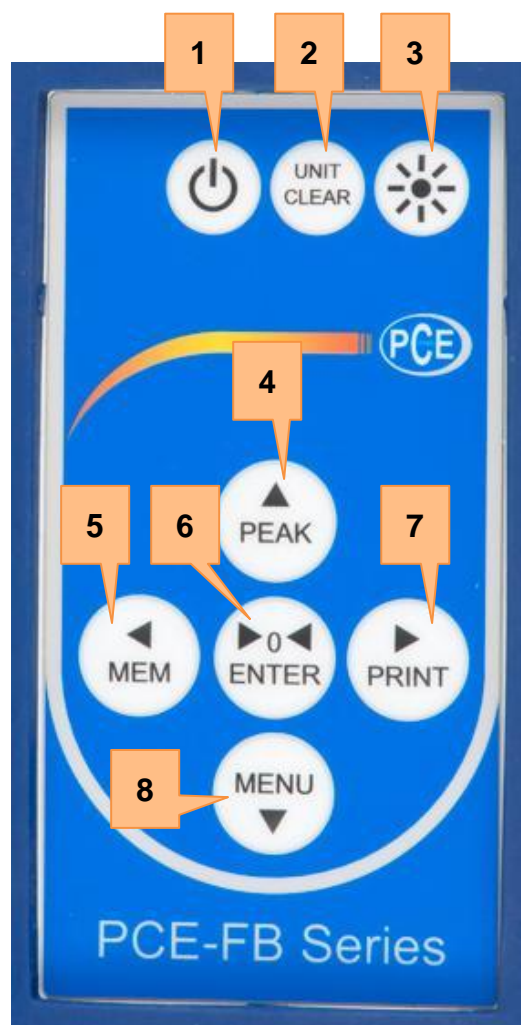 1
2
3
UNIT
CLEAR
PCE
4
PEAK
5
6
7
MEM
0
ENTER
PRINT
8
MENU
PCE-FB Series